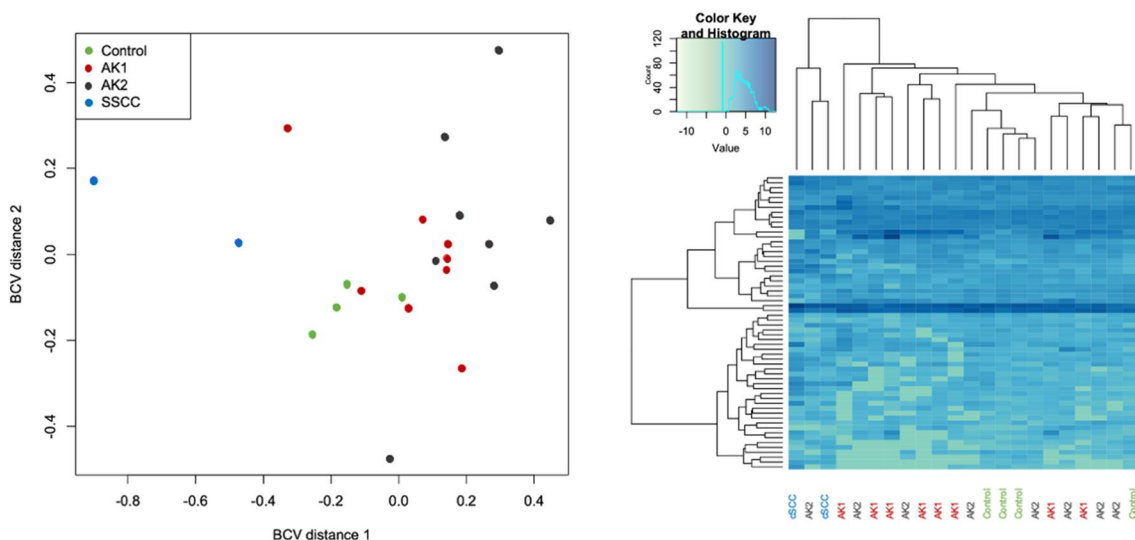 Control
AK1
AK2
SSCC
0.4
0.2
0.0
-0.2
-0.4
BCV distance 2
-0.8
-0.6
-0.4
-0.2
0.0
0.2
0.4
BCV distance 1
Color Key
and Histogram
Count
120
80
60
40
0
-10
0
5
10
Value
cSCC
AK2
cSCC
AK1
AK2
AK1
AK1
AK2
AK1
AK1
AK1
AK2
Control
Control
Control
AK2
AK1
AK2
AK1
AK2
AK2
Control